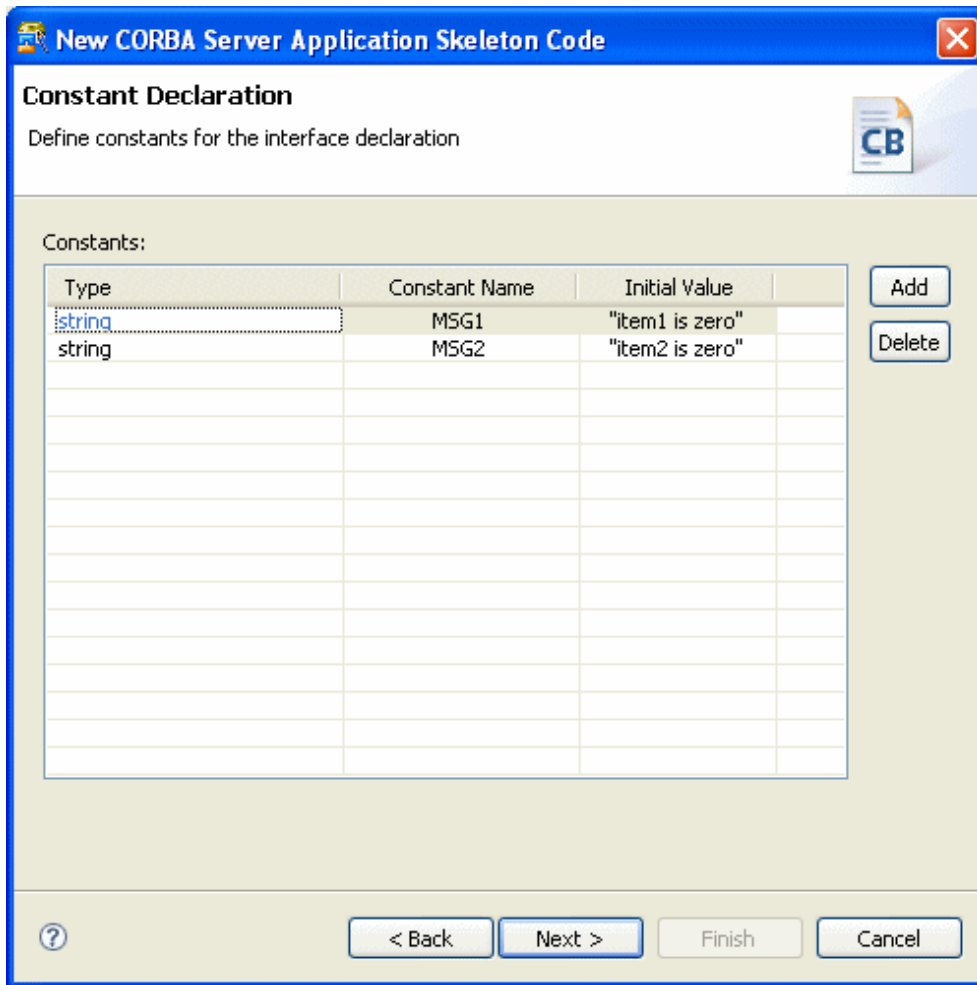 New CORBA Server Application Skeleton Code
Constant Declaration
Define constants for the interface declaration
CB
Constants:
Type Constant Name Initial Value
string MSG1 "item1 is zero"
string MSG2 "item2 is zero"
Add
Delete
?
< Back Next > Finish Cancel